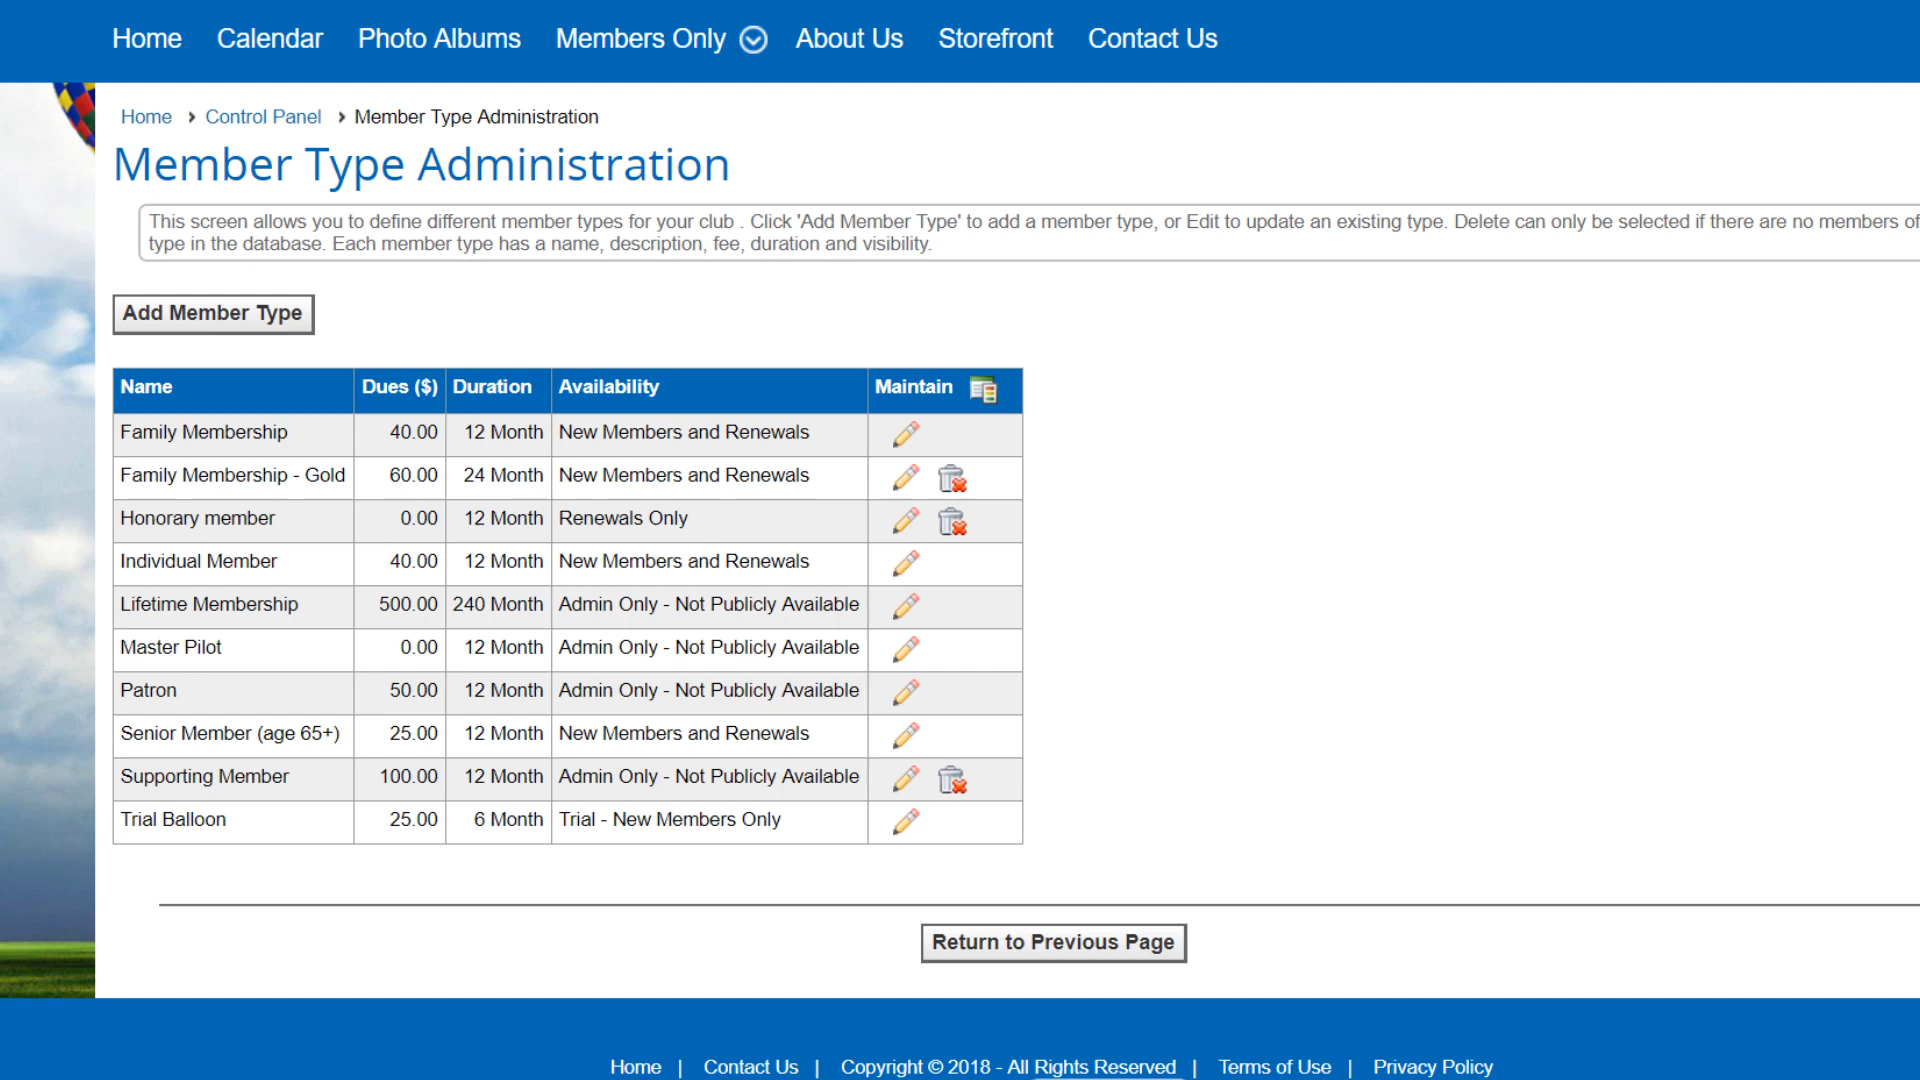 Home Calendar Photo Albums Members Only About Us Storefront Contact Us
Home Control Panel Member Type Administration
Member Type Administration
This screen allows you to define different member types for your club . Click 'Add Member Type' to add a member type, or Edit to update an existing type. Delete can only be selected if there are no members of
type in the database. Each member type has a name, description, fee, duration and visibility.
Add Member Type
Name Dues ($) Duration Availability Maintain
Family Membership 40.00 12 Month New Members and Renewals
Family Membership - Gold 60.00 24 Month New Members and Renewals
Honorary member 0.00 12 Month Renewals Only
Individual Member 40.00 12 Month New Members and Renewals
Lifetime Membership 500.00 240 Month Admin Only - Not Publicly Available
Master Pilot 0.00 12 Month Admin Only - Not Publicly Available
Patron 50.00 12 Month Admin Only - Not Publicly Available
Senior Member (age 65+) 25.00 12 Month New Members and Renewals
Supporting Member 100.00 12 Month Admin Only - Not Publicly Available
Trial Balloon 25.00 6 Month Trial - New Members Only
Return to Previous Page
Home | Contact Us | Copyright © 2018 - All Rights Reserved | Terms of Use | Privacy Policy